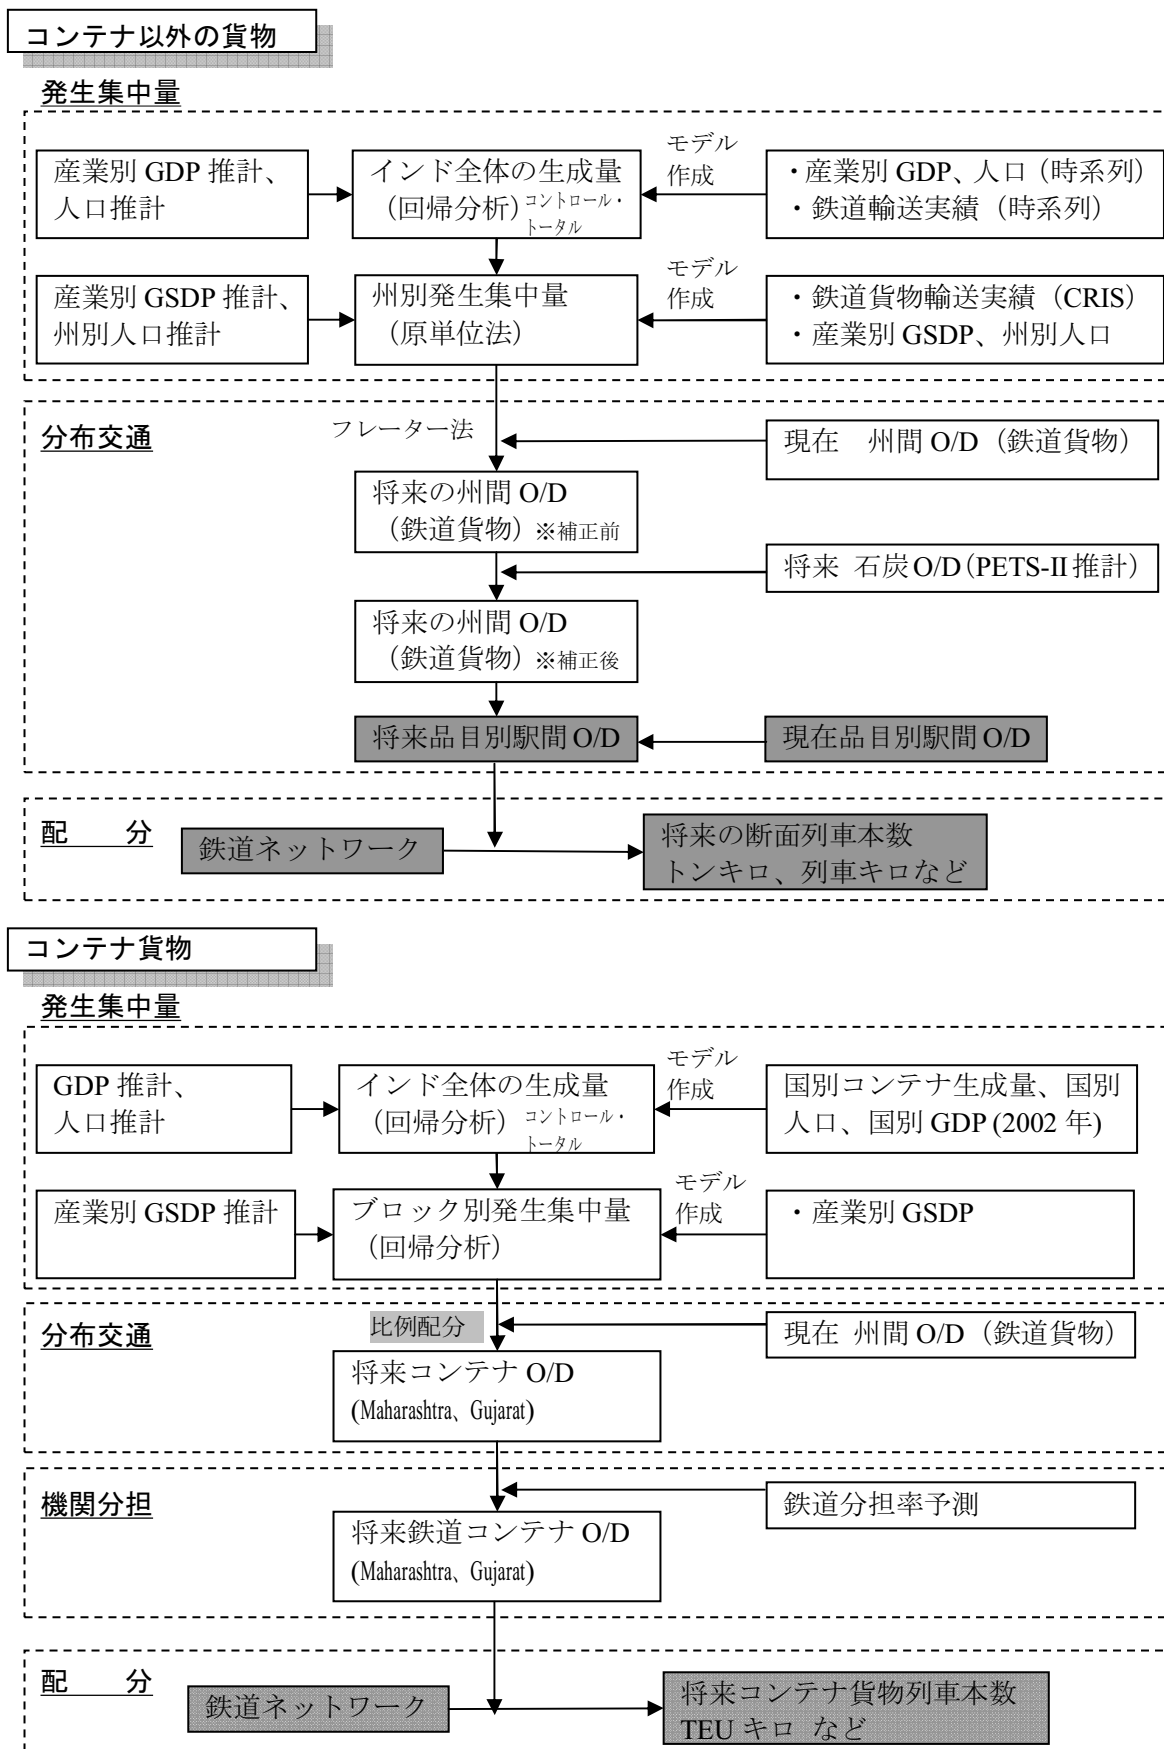 コンテナ以外の貨物
発生集中量
産業別 GDP 推計、
人口推計
インド全体の生成量
（回帰分析）コントロール・
トータル
モデル
作成
・産業別 GDP、人口（時系列）
・鉄道輸送実績（時系列）
産業別 GSDP 推計、
州別人口推計
州別発生集中量
（原単位法）
モデル
作成
・鉄道貨物輸送実績（CRIS）
・産業別 GSDP、州別人口
分布交通
フレーター法
現在　州間 O/D（鉄道貨物）
将来の州間 O/D
（鉄道貨物）※補正前
将来 石炭 O/D（PETS-II 推計）
将来の州間 O/D
（鉄道貨物）※補正後
将来品目別駅間 O/D
現在品目別駅間 O/D
配　　分
鉄道ネットワーク
将来の断面列車本数
トンキロ、列車キロなど
コンテナ貨物
発生集中量
GDP 推計、
人口推計
インド全体の生成量
（回帰分析）コントロール・
トータル
モデル
作成
国別コンテナ生成量、国別
人口、国別 GDP (2002 年)
産業別 GSDP 推計
ブロック別発生集中量
（回帰分析）
モデル
作成
・産業別 GSDP
分布交通
比例配分
現在 州間 O/D（鉄道貨物）
将来コンテナ O/D
(Maharashtra、Gujarat)
機関分担
鉄道分担率予測
将来鉄道コンテナ O/D
(Maharashtra、Gujarat)
配　　分
鉄道ネットワーク
将来コンテナ貨物列車本数
TEU キロ など